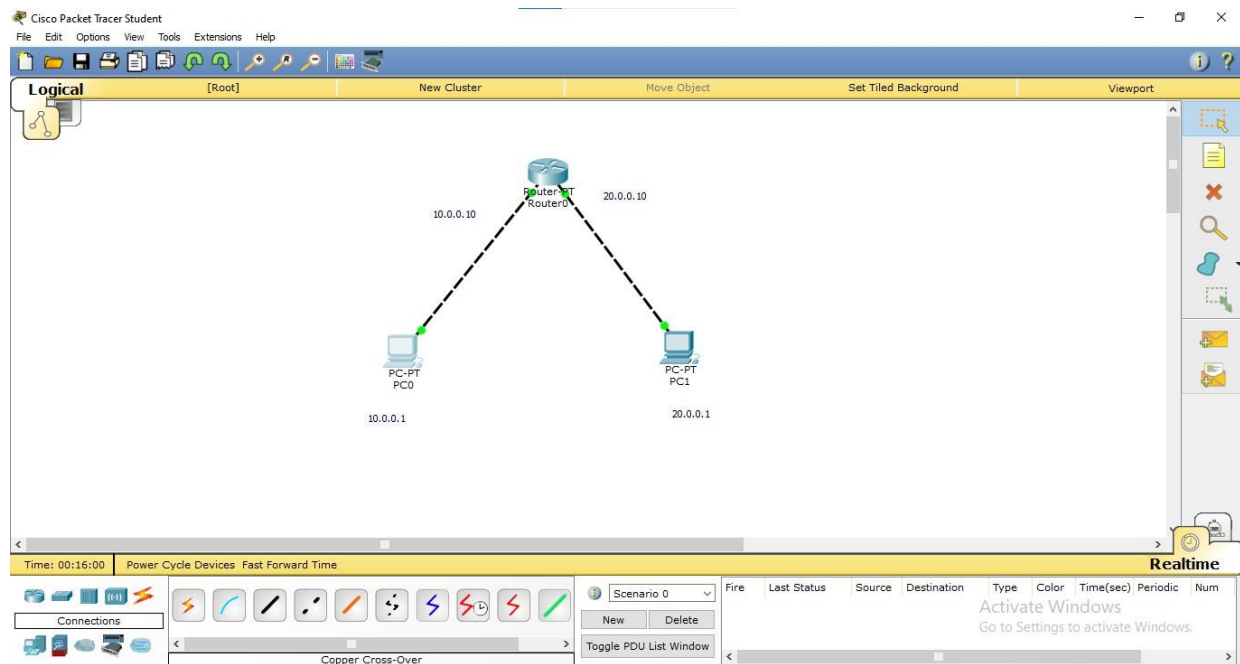 Cisco Packet Tracer Student
File Edit Options View Tools Extensions Help
Logical [Root] New Cluster Move Object Set Tiled Background Viewport
Router-PT
Router0
20.0.0.10
10.0.0.10
PC-PT
PC0
PC-PT
PC1
10.0.0.1
20.0.0.1
Time: 00:16:00 Power Cycle Devices Fast Forward Time Realtime
Connections
Copper Cross-Over
Scenario 0
New Delete
Toggle PDU List Window
Fire Last Status Source Destination Type Color Time(sec) Periodic Num
Activate Windows
Go to Settings to activate Windows.